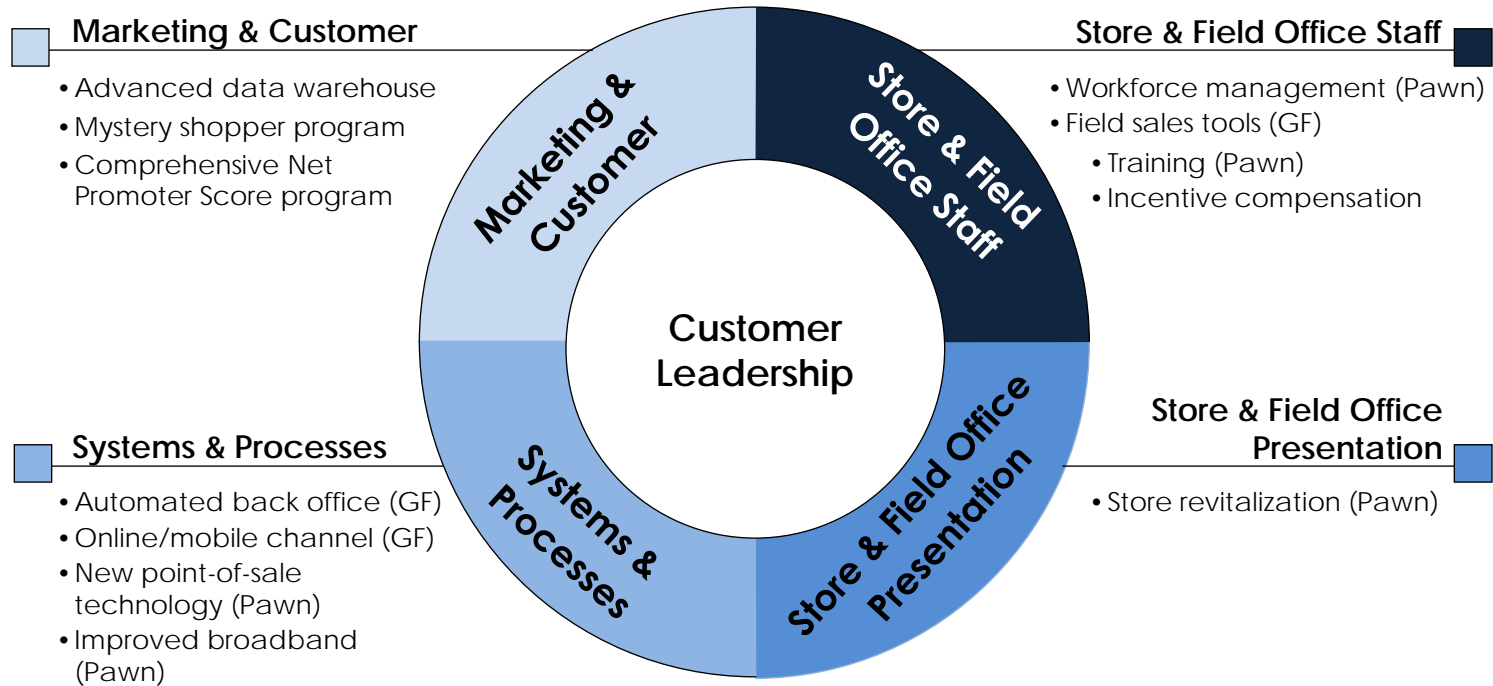 Marketing & Customer
• Advanced data warehouse
• Mystery shopper program
• Comprehensive Net
Promoter Score program
Store & Field Office Staff
• Workforce management (Pawn)
• Field sales tools (GF)
• Training (Pawn)
• Incentive compensation
Marketing &
Customer
Store & Field
Office Staff
Customer
Leadership
Systems &
Processes
Store & Field Office
Presentation
Systems & Processes
• Automated back office (GF)
• Online/mobile channel (GF)
• New point-of-sale
technology (Pawn)
• Improved broadband
(Pawn)
Store & Field Office
Presentation
• Store revitalization (Pawn)